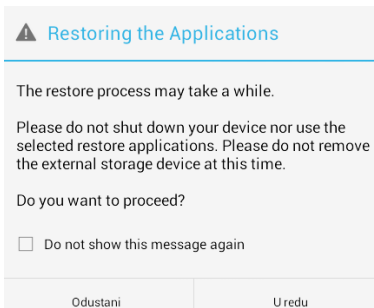 Restoring the Applications
The restore process may take a while.
Please do not shut down your device nor use the
selected restore applications. Please do not remove
the external storage device at this time.
Do you want to proceed?
Do not show this message again
Odustani
U redu